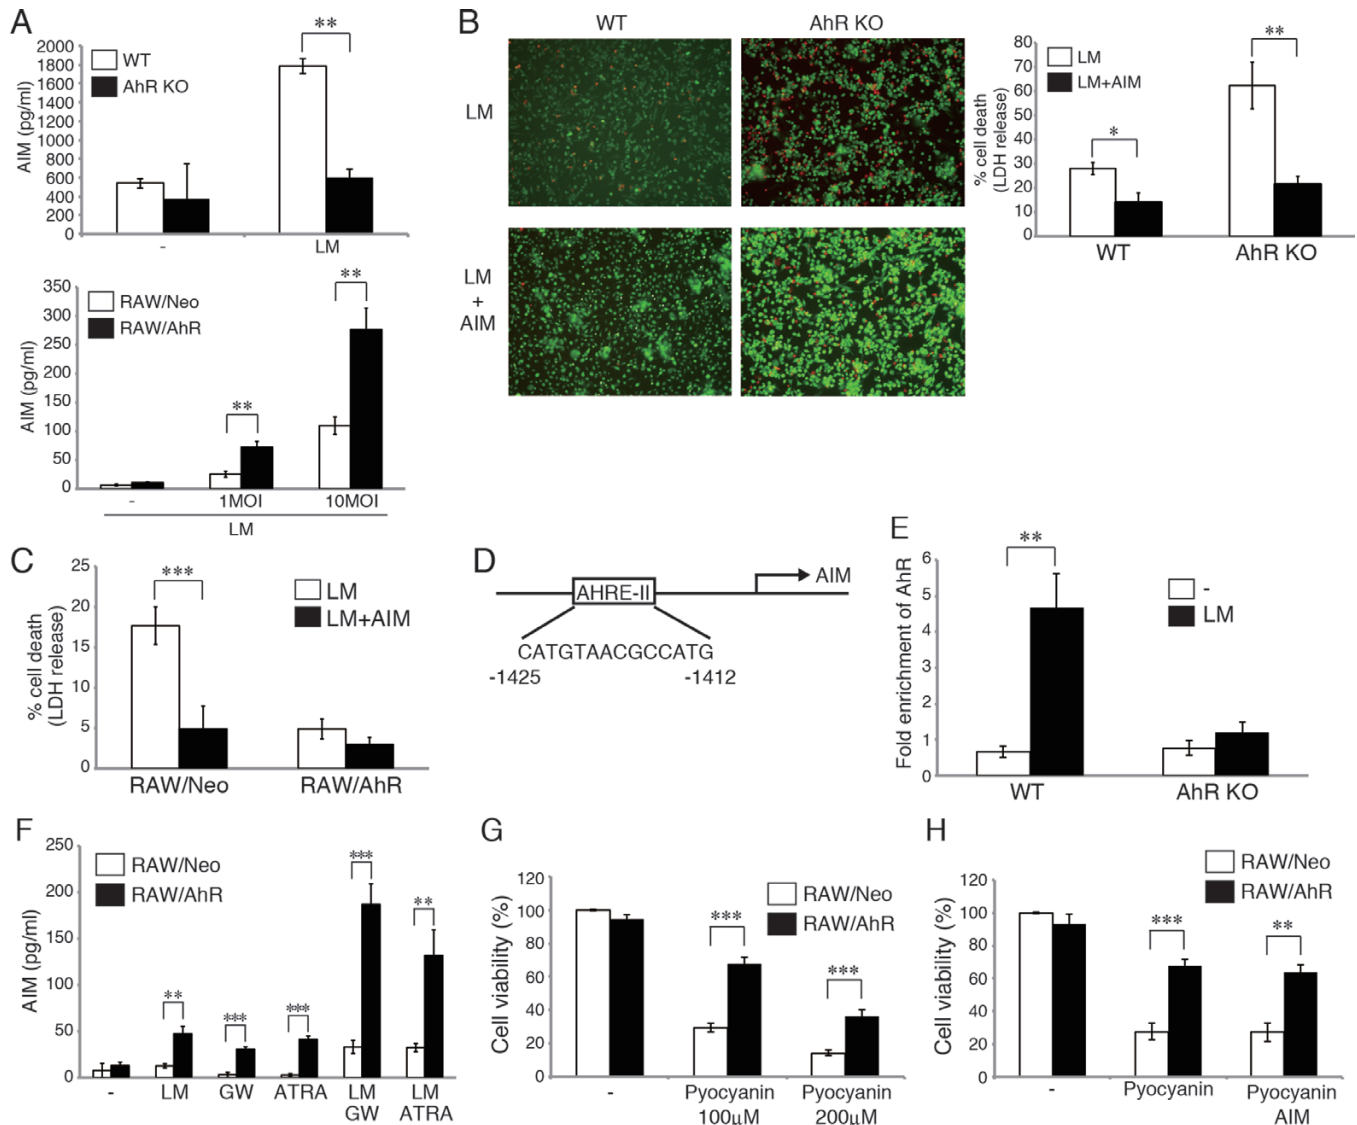 A
AIM (pg/ml)
2000
1800
1600
1400
1200
1000
800
600
400
200
0
WT
AhR KO
**
-
LM
AIM (pg/ml)
350
300
250
200
150
100
50
0
RAW/Neo
RAW/AhR
**
**
-
1MOI
10MOI
LM
B
WT
AhR KO
LM
LM
+
AIM
% cell death
(LDH release)
80
70
60
50
40
30
20
10
0
LM
LM+AIM
*
**
WT
AhR KO
C
% cell death
(LDH release)
25
20
15
10
5
0
***
LM
LM+AIM
RAW/Neo
RAW/AhR
D
AHRE-II
AIM
CATGTAACGCCATG
-1425
-1412
E
Fold enrichment of AhR
6
5
4
3
2
1
0
**
-
LM
WT
AhR KO
F
AIM (pg/ml)
250
200
150
100
50
0
RAW/Neo
RAW/AhR
**
***
***
***
**
-
LM
GW
ATRA
LM
GW
LM
ATRA
G
Cell viability (%)
120
100
80
60
40
20
0
RAW/Neo
RAW/AhR
***
***
-
Pyocyanin
100μM
Pyocyanin
200μM
H
Cell viability (%)
120
100
80
60
40
20
0
RAW/Neo
RAW/AhR
***
**
-
Pyocyanin
Pyocyanin
AIM